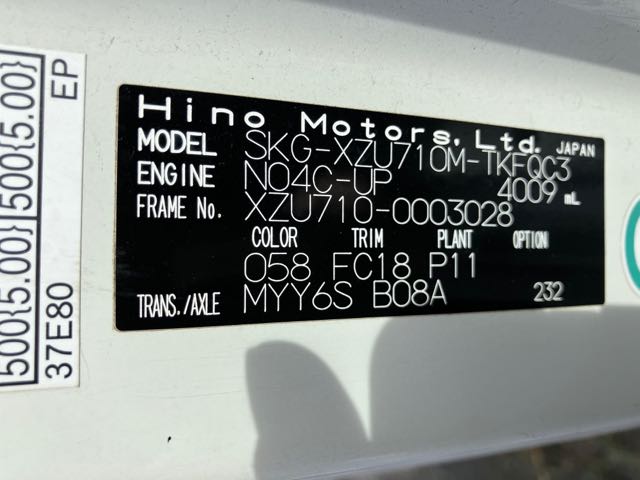 Hino Motors, Ltd. JAPAN
MODEL SKG-XZU710M-TKFQC3
ENGINE N04C-UP 4009 mL
FRAME No. XZU710-0003028
COLOR TRIM PLANT OPTION
058 FC18 P11
TRANS./AXLE MYY6S B08A 232
500{5.00} 500{5.00}
37E80 EP